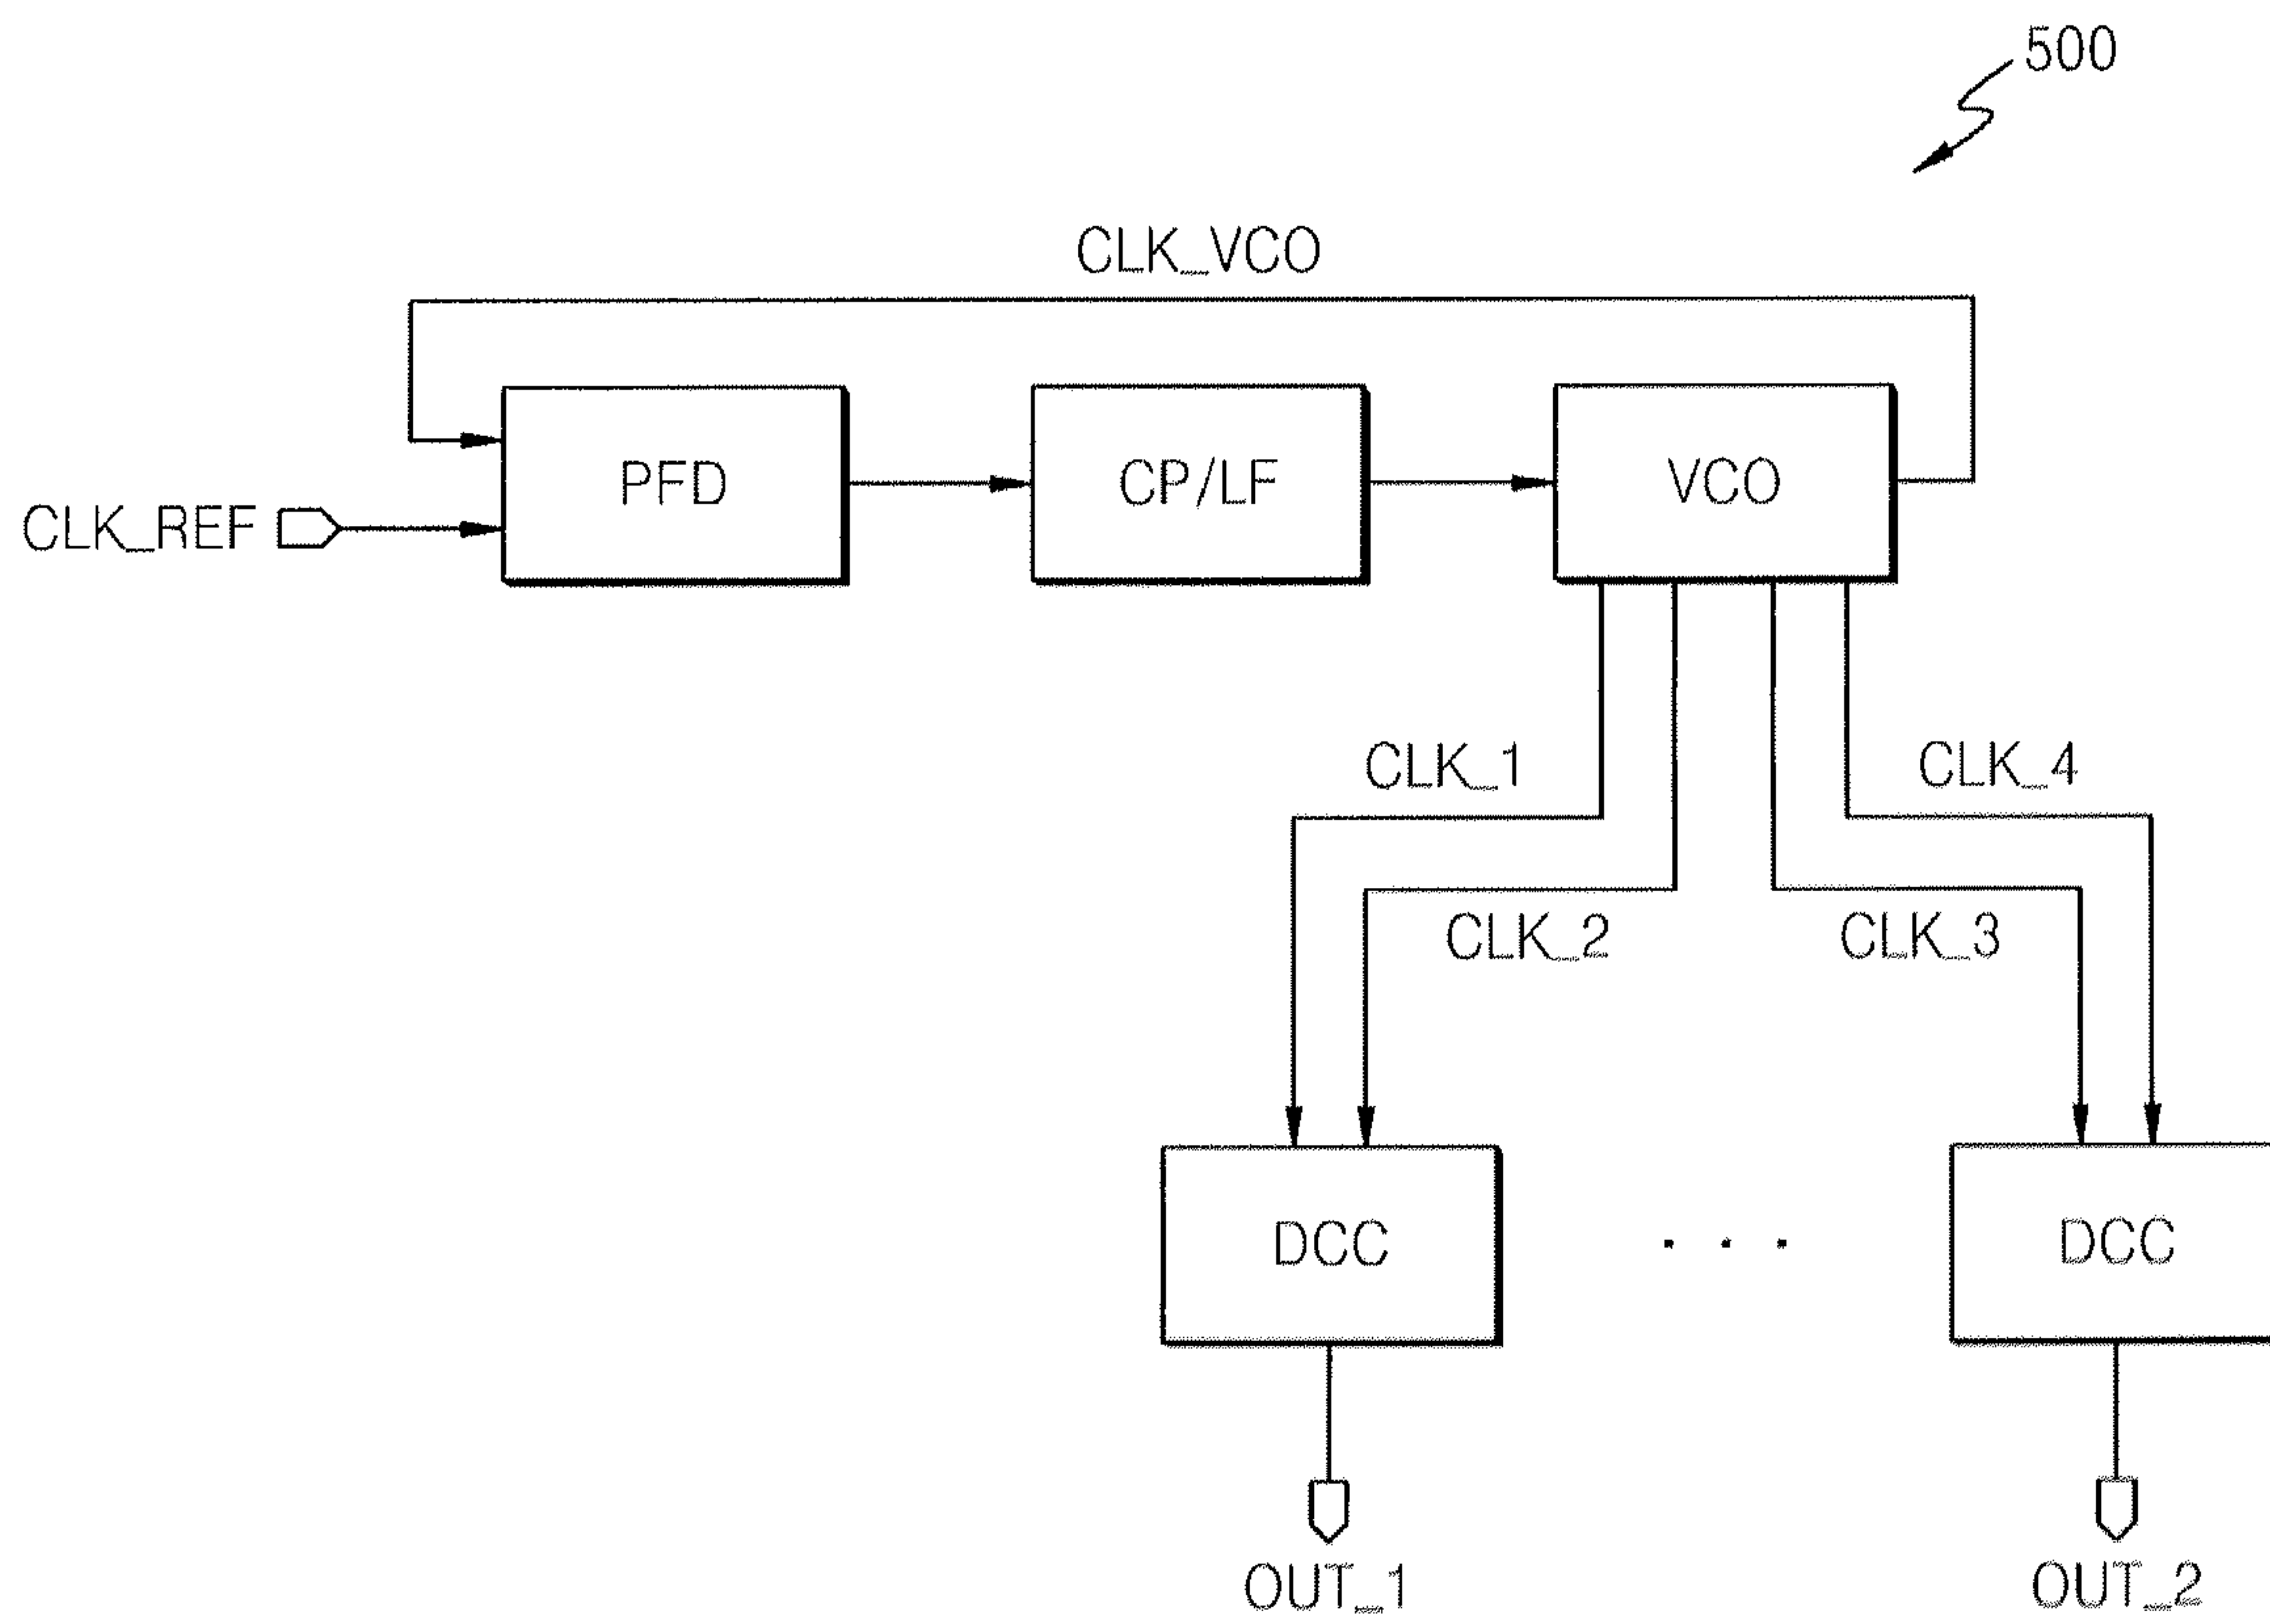 500
CLK_VCO
PFD
CP/LF
VCO
CLK_REF
CLK_1
CLK_4
CLK_2
CLK_3
DCC
. . .
DCC
OUT_1
OUT_2